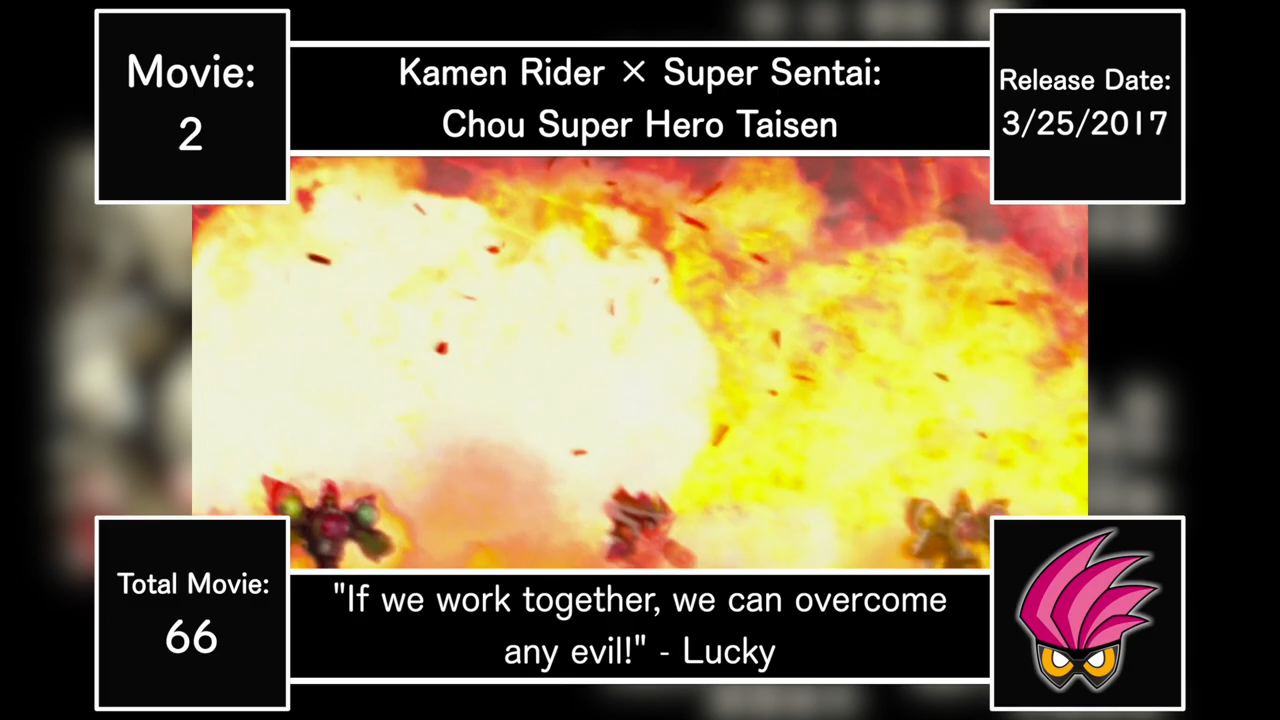 Movie:
2
Kamen Rider × Super Sentai:
Chou Super Hero Taisen
Release Date:
3/25/2017
Total Movie:
66
"If we work together, we can overcome
any evil!" - Lucky